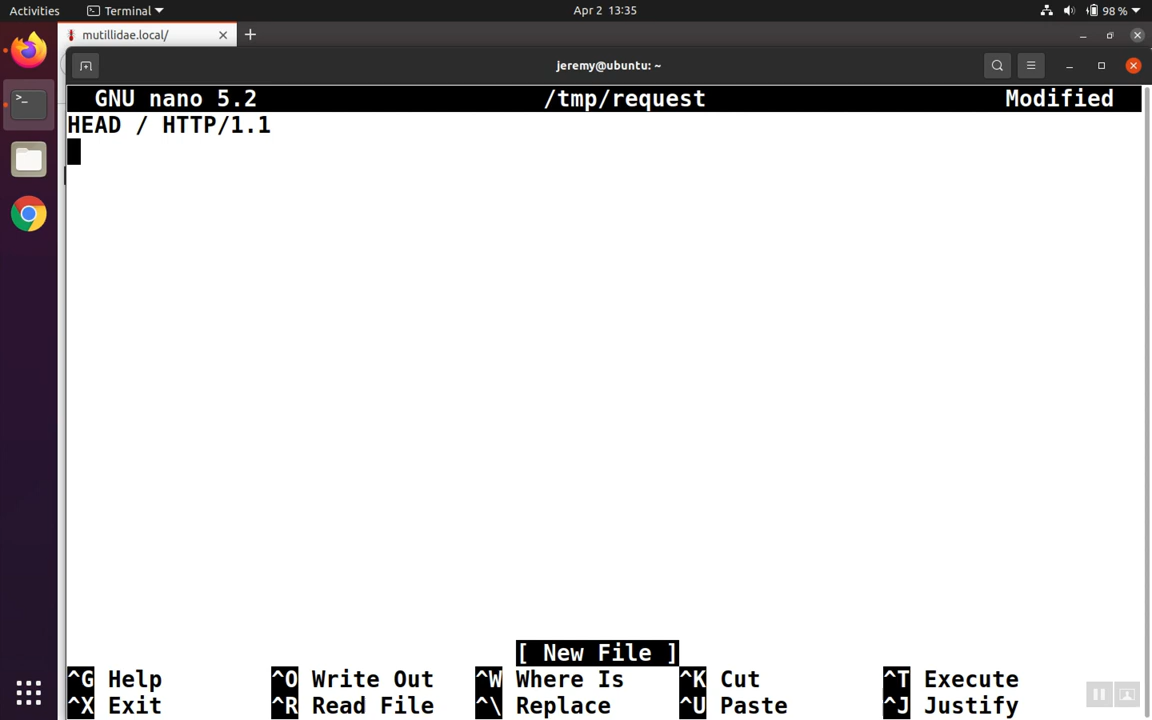 Activities Terminal Apr 2 13:35 98 %
mutillidae.local/
jeremy@ubuntu: ~
GNU nano 5.2 /tmp/request Modified
HEAD / HTTP/1.1
[ New File ]
^G Help ^O Write Out ^W Where Is ^K Cut ^T Execute
^X Exit ^R Read File ^\ Replace ^U Paste ^J Justify